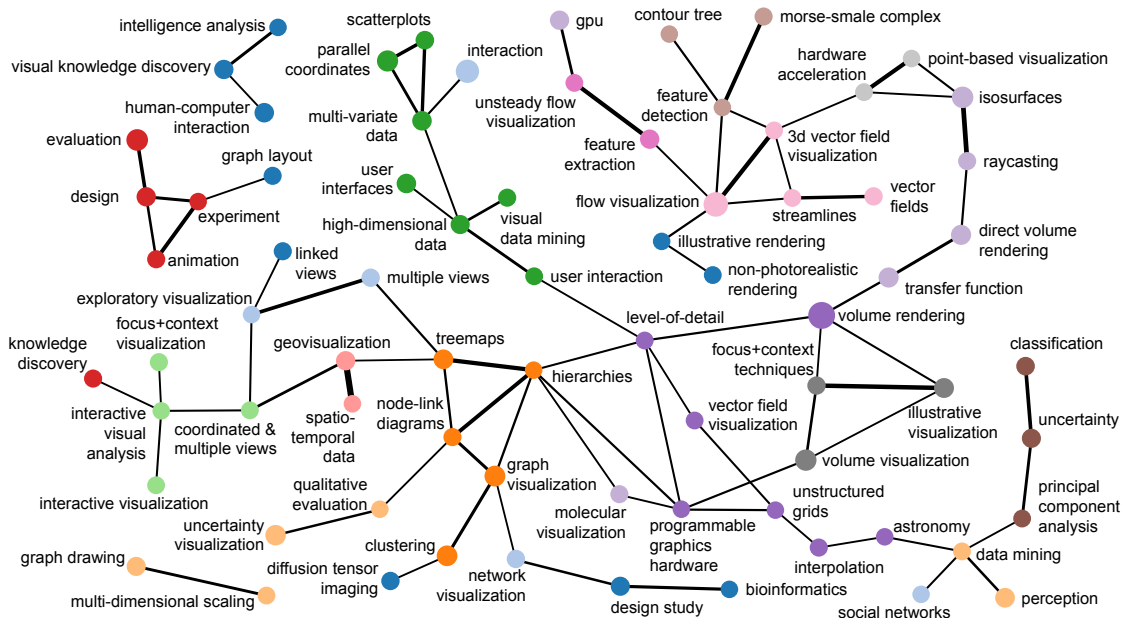 intelligence analysis
visual knowledge discovery
human-computer
interaction
evaluation
graph layout
design
experiment
animation
scatterplots
parallel
coordinates
interaction
multi-variate
data
user
interfaces
high-dimensional
data
visual
data mining
user interaction
gpu
unsteady flow
visualization
feature
extraction
contour tree
morse-smale complex
feature
detection
hardware
acceleration
point-based visualization
isosurfaces
3d vector field
visualization
raycasting
flow visualization
streamlines
vector
fields
illustrative rendering
non-photorealistic
rendering
direct volume
rendering
transfer function
volume rendering
level-of-detail
linked
views
multiple views
exploratory visualization
focus+context
visualization
knowledge
discovery
geovisualization
treemaps
hierarchies
interactive
visual
analysis
coordinated &
multiple views
spatio-
temporal
data
node-link
diagrams
interactive visualization
qualitative
evaluation
graph
visualization
uncertainty
visualization
clustering
graph drawing
multi-dimensional scaling
diffusion tensor
imaging
network
visualization
design study
bioinformatics
molecular
visualization
programmable
graphics
hardware
vector field
visualization
focus+context
techniques
illustrative
visualization
volume visualization
unstructured
grids
interpolation
astronomy
data mining
social networks
perception
principal
component
analysis
uncertainty
classification